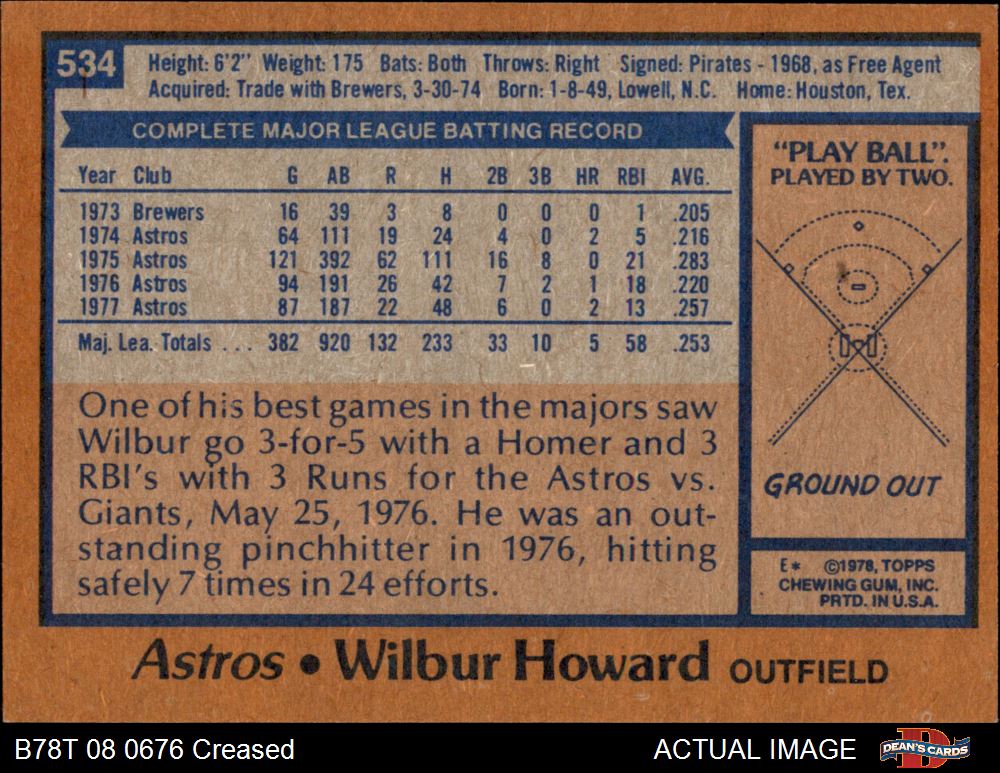 534
Height: 6'2" Weight: 175 Bats: Both Throws: Right Signed: Pirates - 1968, as Free Agent
Acquired: Trade with Brewers, 3-30-74 Born: 1-8-49, Lowell, N.C. Home: Houston, Tex.
COMPLETE MAJOR LEAGUE BATTING RECORD
Year Club G AB R H 2B 3B HR RBI AVG.
1973 Brewers 16 39 3 8 0 0 0 1 .205
1974 Astros 64 111 19 24 4 0 2 5 .216
1975 Astros 121 392 62 111 16 8 0 21 .283
1976 Astros 94 191 26 42 7 2 1 18 .220
1977 Astros 87 187 22 48 6 0 2 13 .257
Maj. Lea. Totals ... 382 920 132 233 33 10 5 58 .253
One of his best games in the majors saw
Wilbur go 3-for-5 with a Homer and 3
RBI's with 3 Runs for the Astros vs.
Giants, May 25, 1976. He was an out-
standing pinchhitter in 1976, hitting
safely 7 times in 24 efforts.
"PLAY BALL".
PLAYED BY TWO.
GROUND OUT
E* ©1978, TOPPS
CHEWING GUM, INC.
PRTD. IN U.S.A.
Astros • Wilbur Howard OUTFIELD
B78T 08 0676 Creased
ACTUAL IMAGE
DEAN'S CARDS